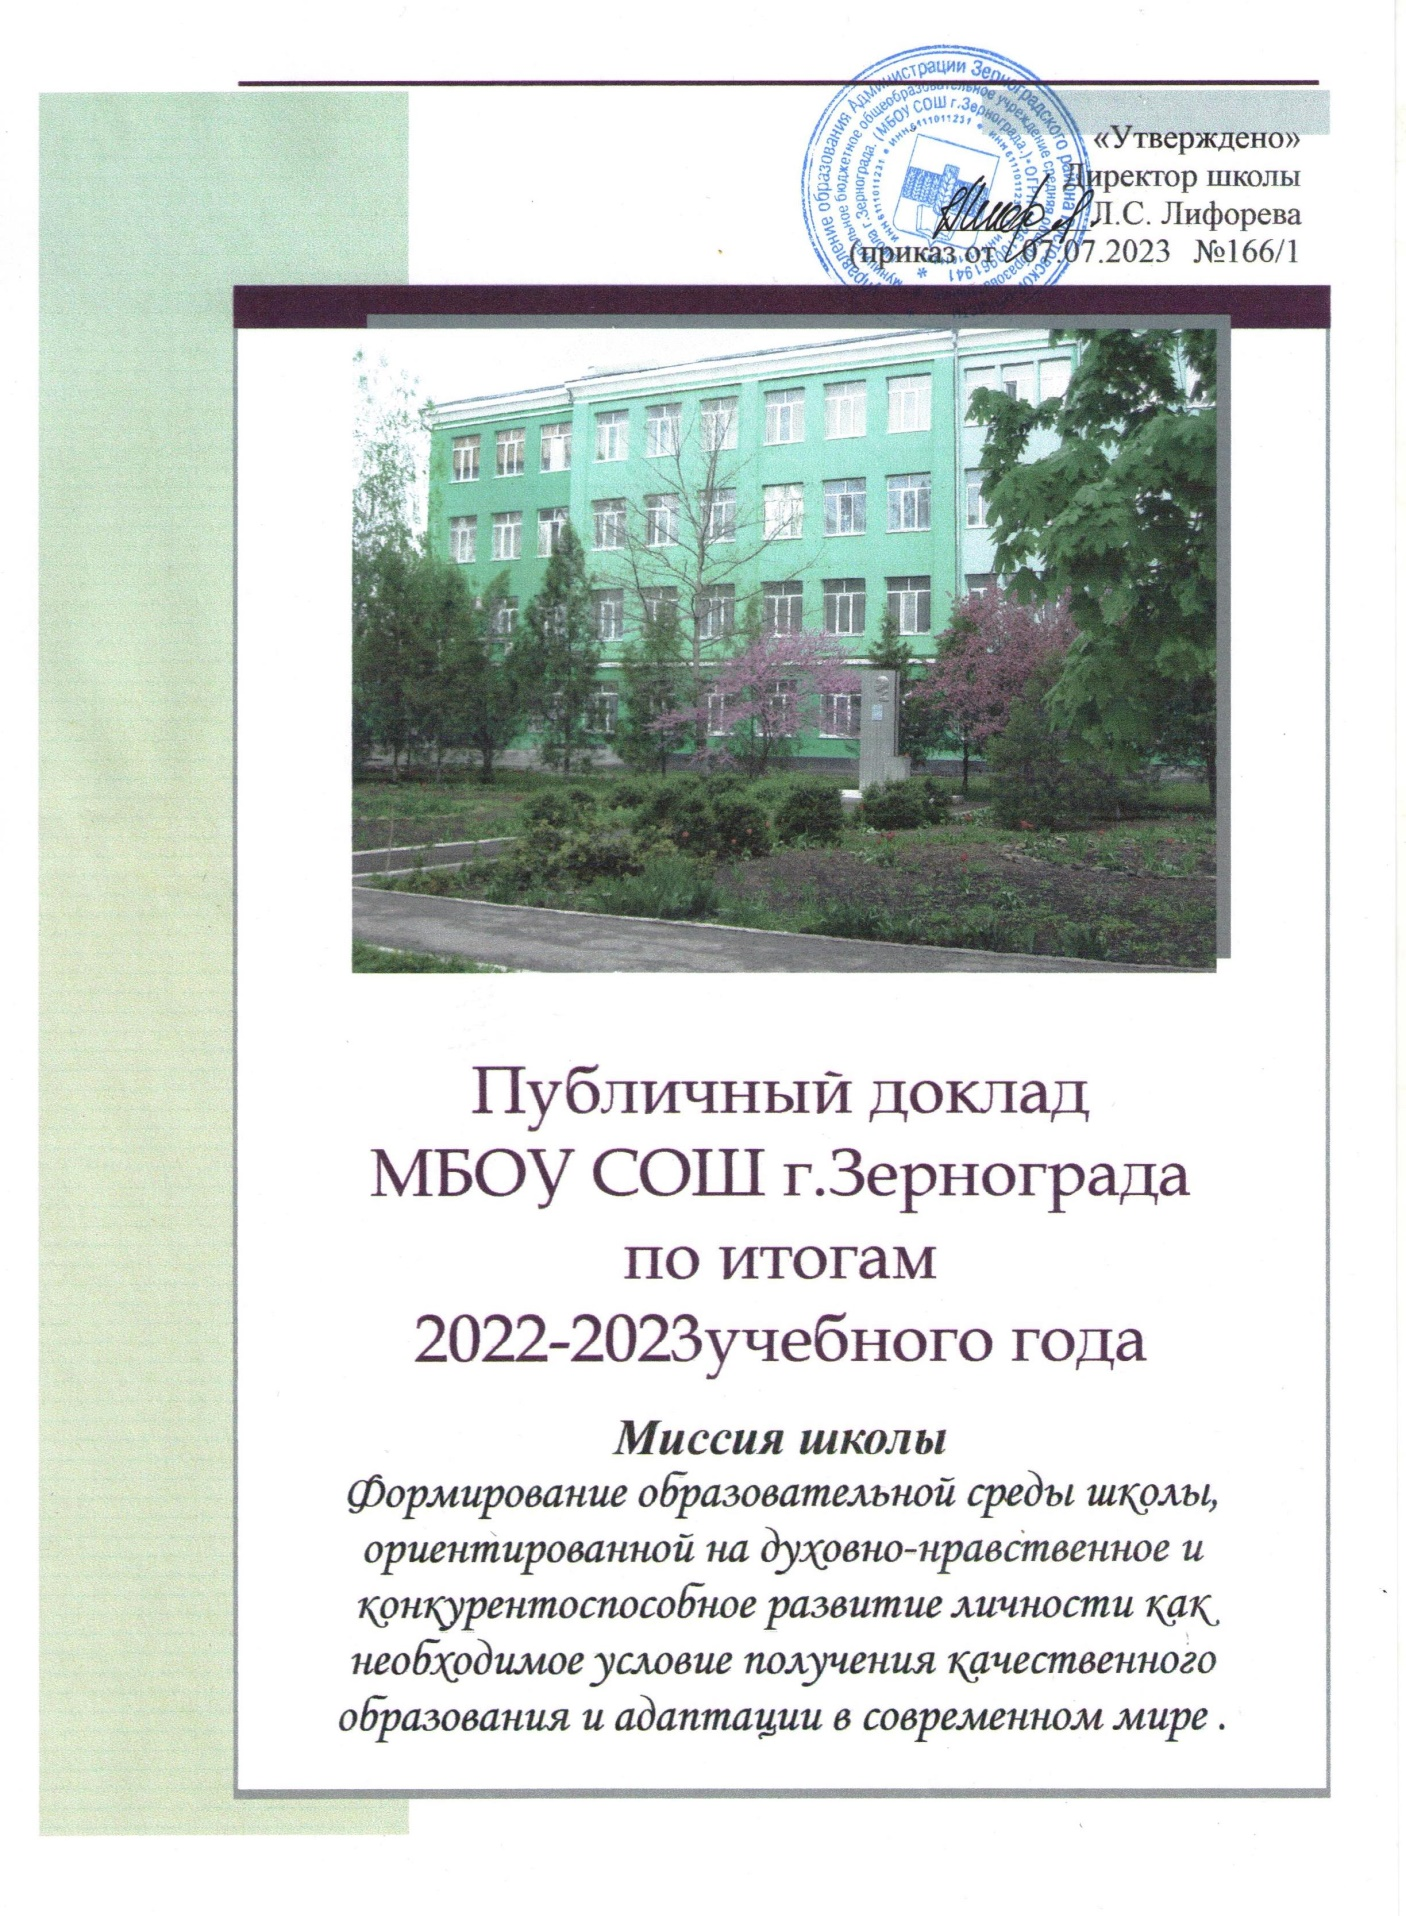 «Утверждено»
Директор школы
Л.С. Лифорева
(приказ от 07.07.2023 №166/1
Публичный доклад
МБОУ СОШ г.Зернограда
по итогам
2022-2023учебного года
Миссия школы
Формирование образовательной среды школы,
ориентированной на духовно-нравственное и
конкурентоспособное развитие личности как
необходимое условие получения качественного
образования и адаптации в современном мире .